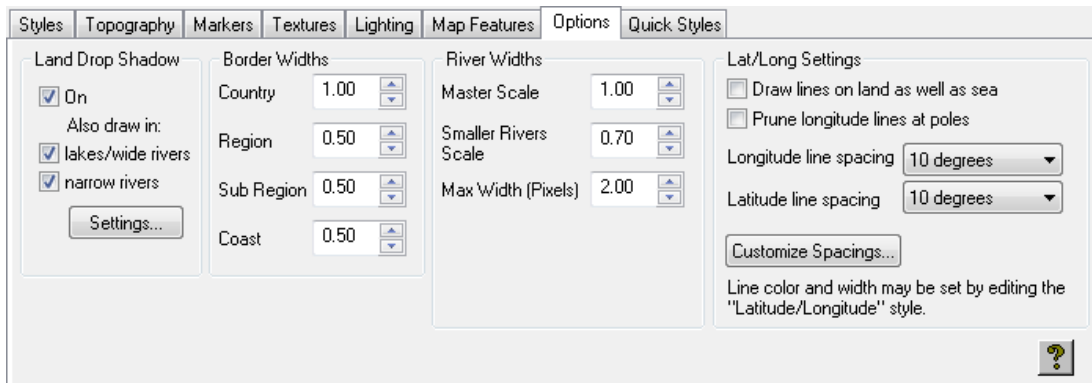 Styles Topography Markers Textures Lighting Map Features Options Quick Styles
Land Drop Shadow
On
Also draw in:
lakes/wide rivers
narrow rivers
Settings...
Border Widths
Country 1.00
Region 0.50
Sub Region 0.50
Coast 0.50
River Widths
Master Scale 1.00
Smaller Rivers
Scale 0.70
Max Width (Pixels) 2.00
Lat/Long Settings
Draw lines on land as well as sea
Prune longitude lines at poles
Longitude line spacing 10 degrees
Latitude line spacing 10 degrees
Customize Spacings...
Line color and width may be set by editing the
"Latitude/Longitude" style.
?